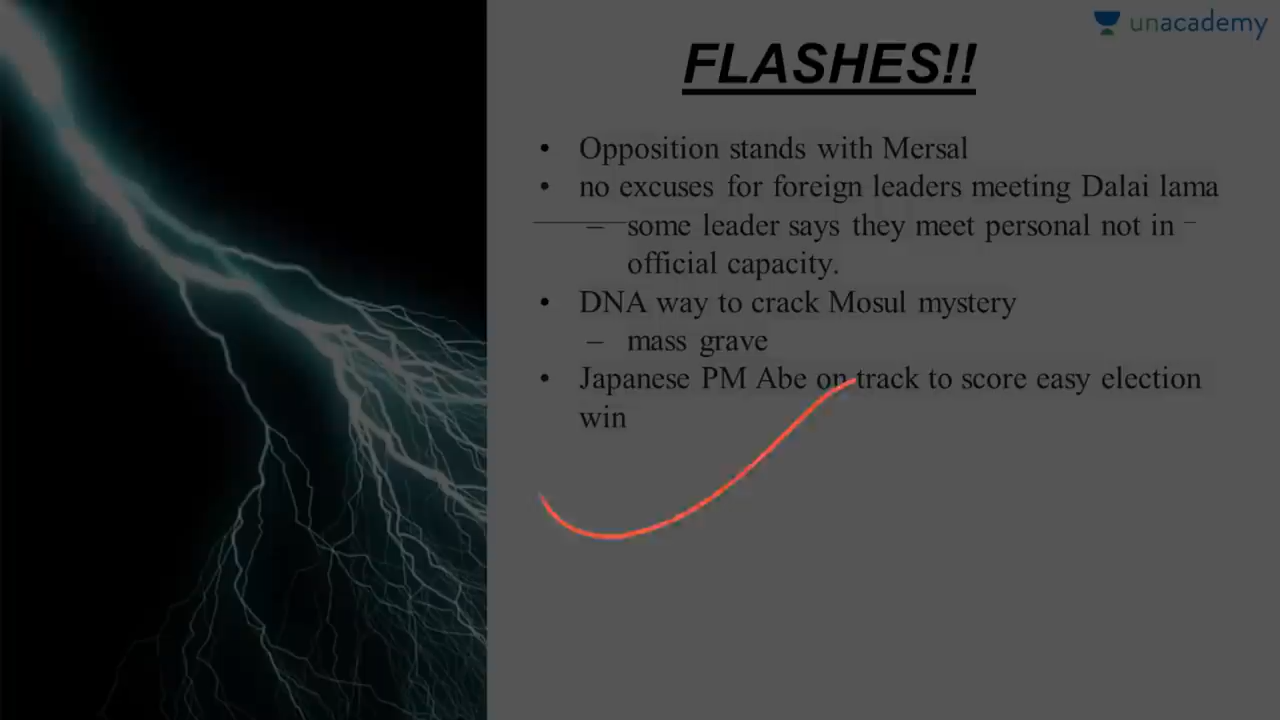 unacademy
FLASHES!!
• Opposition stands with Mersal
• no excuses for foreign leaders meeting Dalai lama
– some leader says they meet personal not in
official capacity.
• DNA way to crack Mosul mystery
– mass grave
• Japanese PM Abe on track to score easy election
win